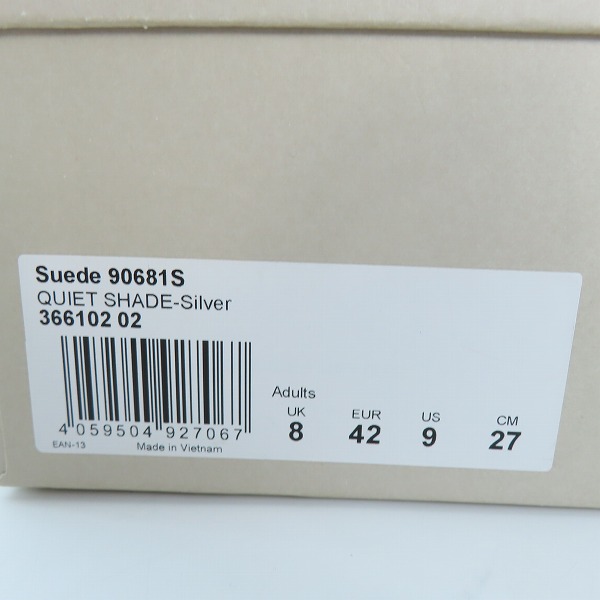 Suede 90681S
QUIET SHADE-Silver
366102 02
4 059504 927067
EAN-13
Made in Vietnam
Adults
UK EUR US CM
8 42 9 27